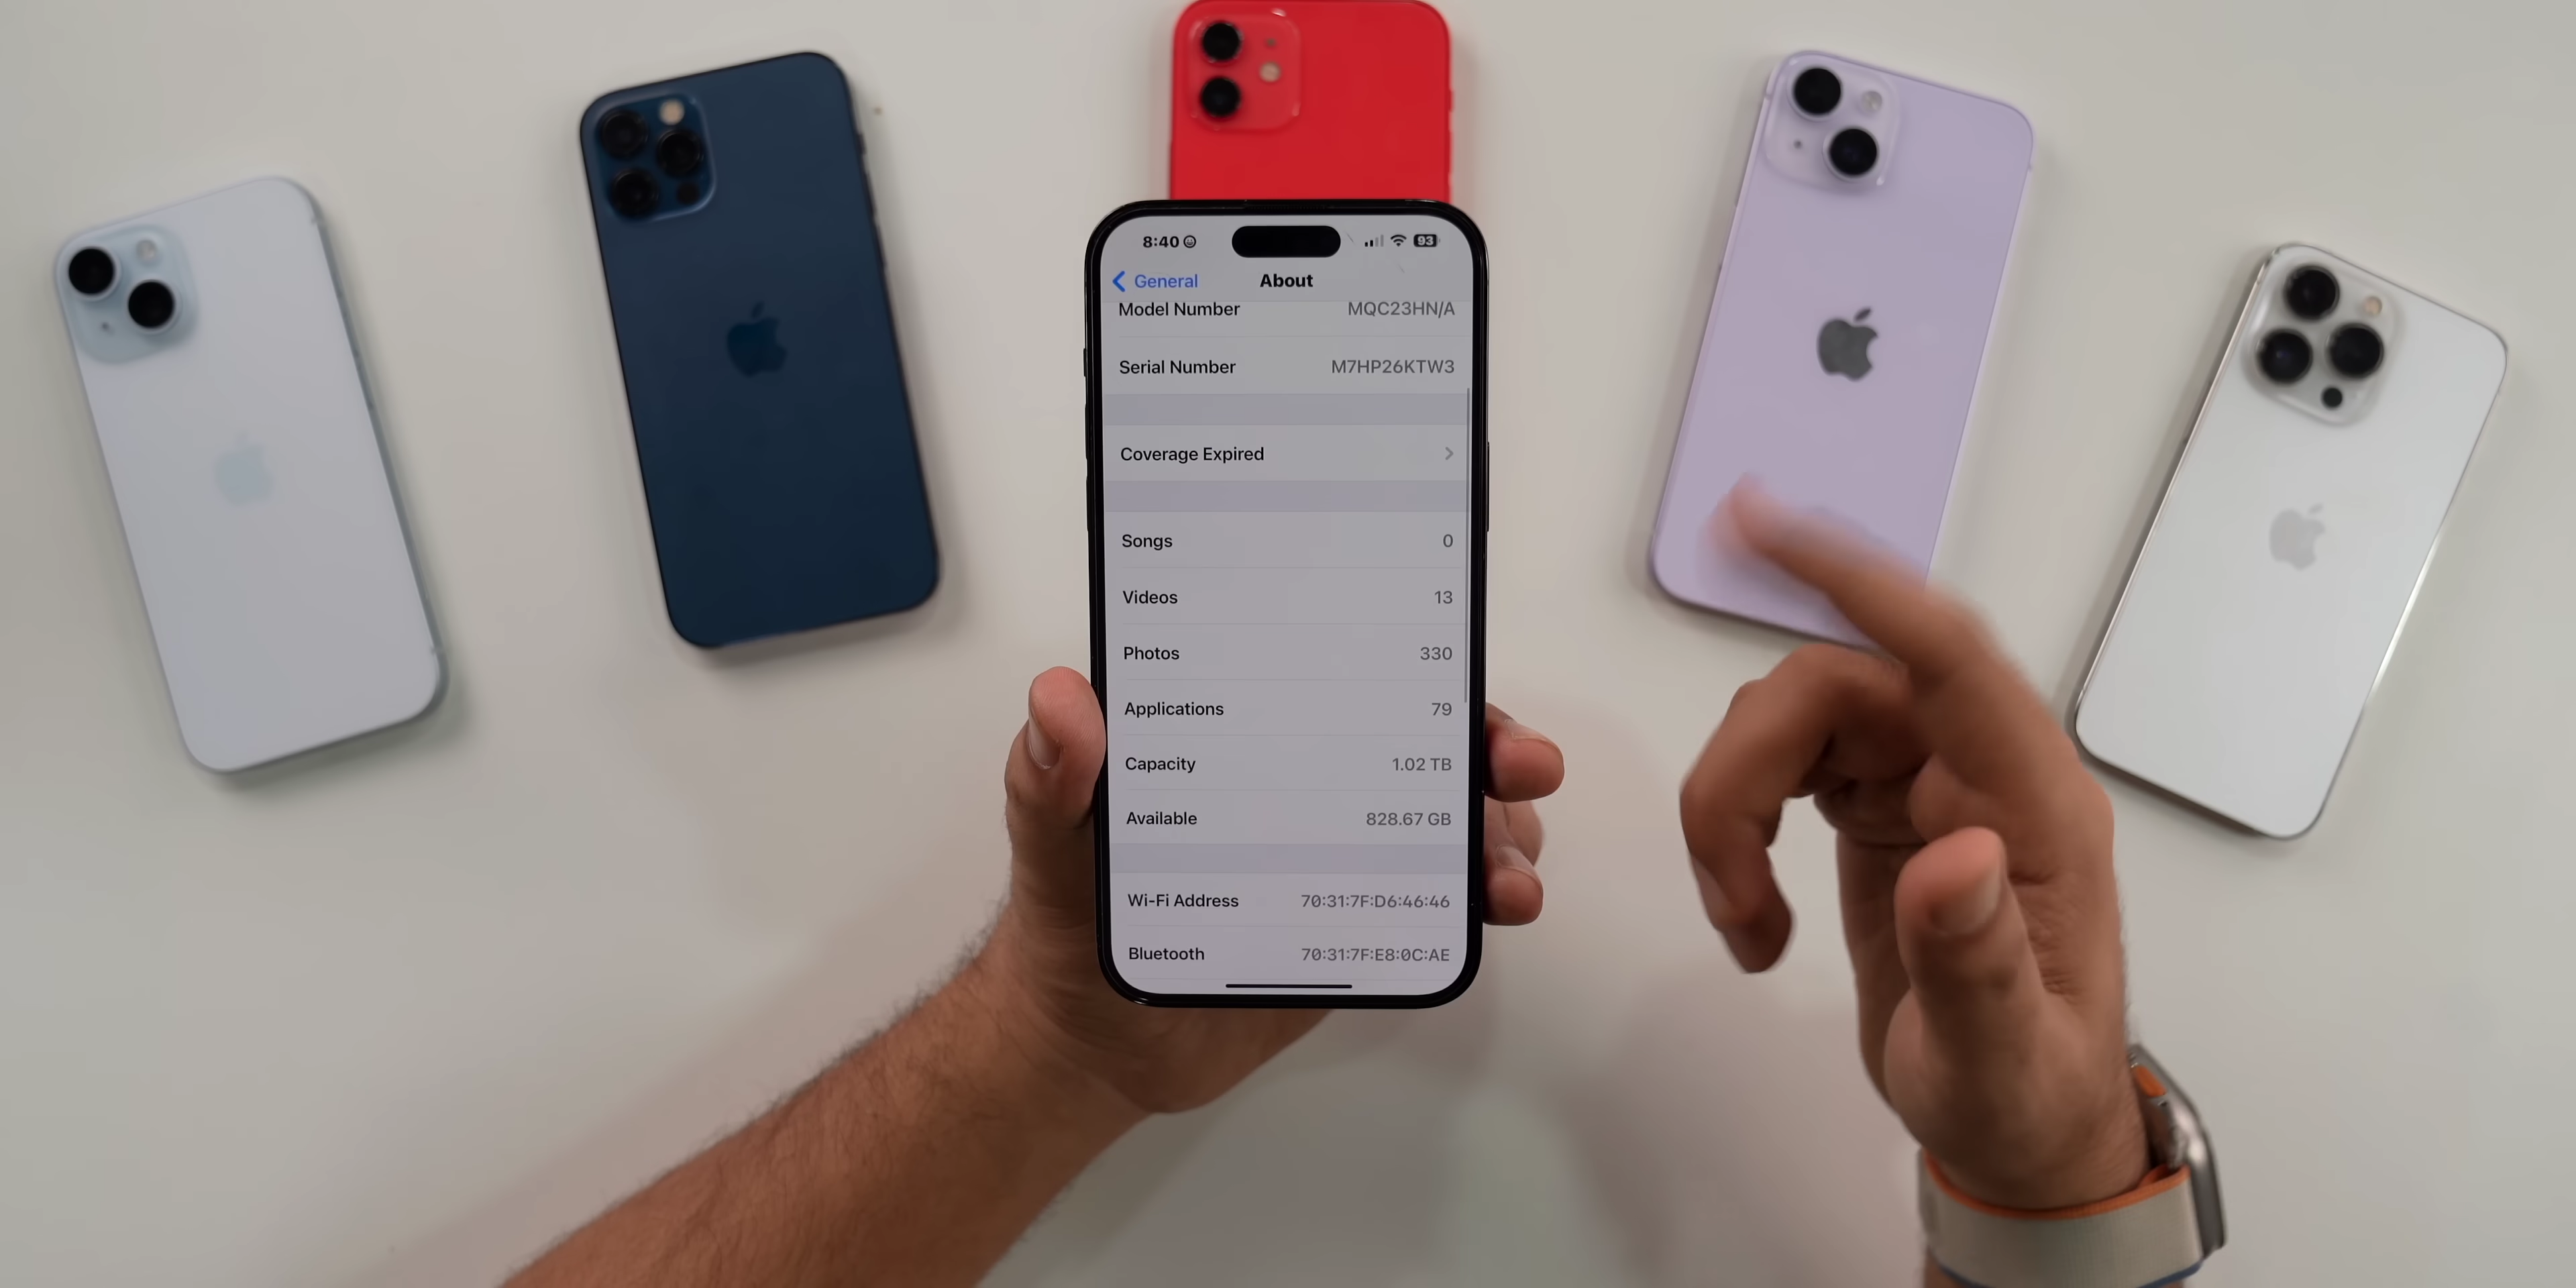 8:40 93
General About
Model Number MQC23HN/A
Serial Number M7HP26KTW3
Coverage Expired
Songs 0
Videos 13
Photos 330
Applications 79
Capacity 1.02 TB
Available 828.67 GB
Wi-Fi Address 70:31:7F:D6:46:46
Bluetooth 70:31:7F:E8:0C:AE